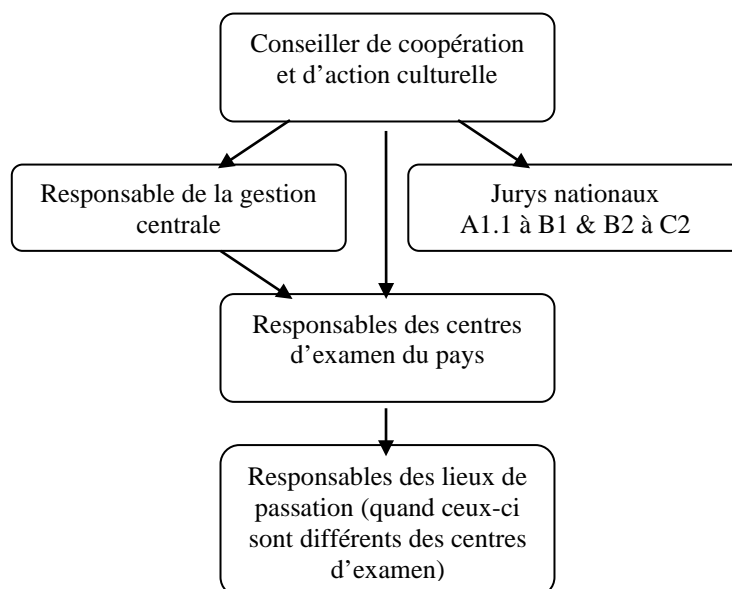 Conseiller de coopération
et d’action culturelle
Responsable de la gestion
centrale
Jurys nationaux
A1.1 à B1 & B2 à C2
Responsables des centres
d’examen du pays
Responsables des lieux de
passation (quand ceux-ci
sont différents des centres
d’examen)